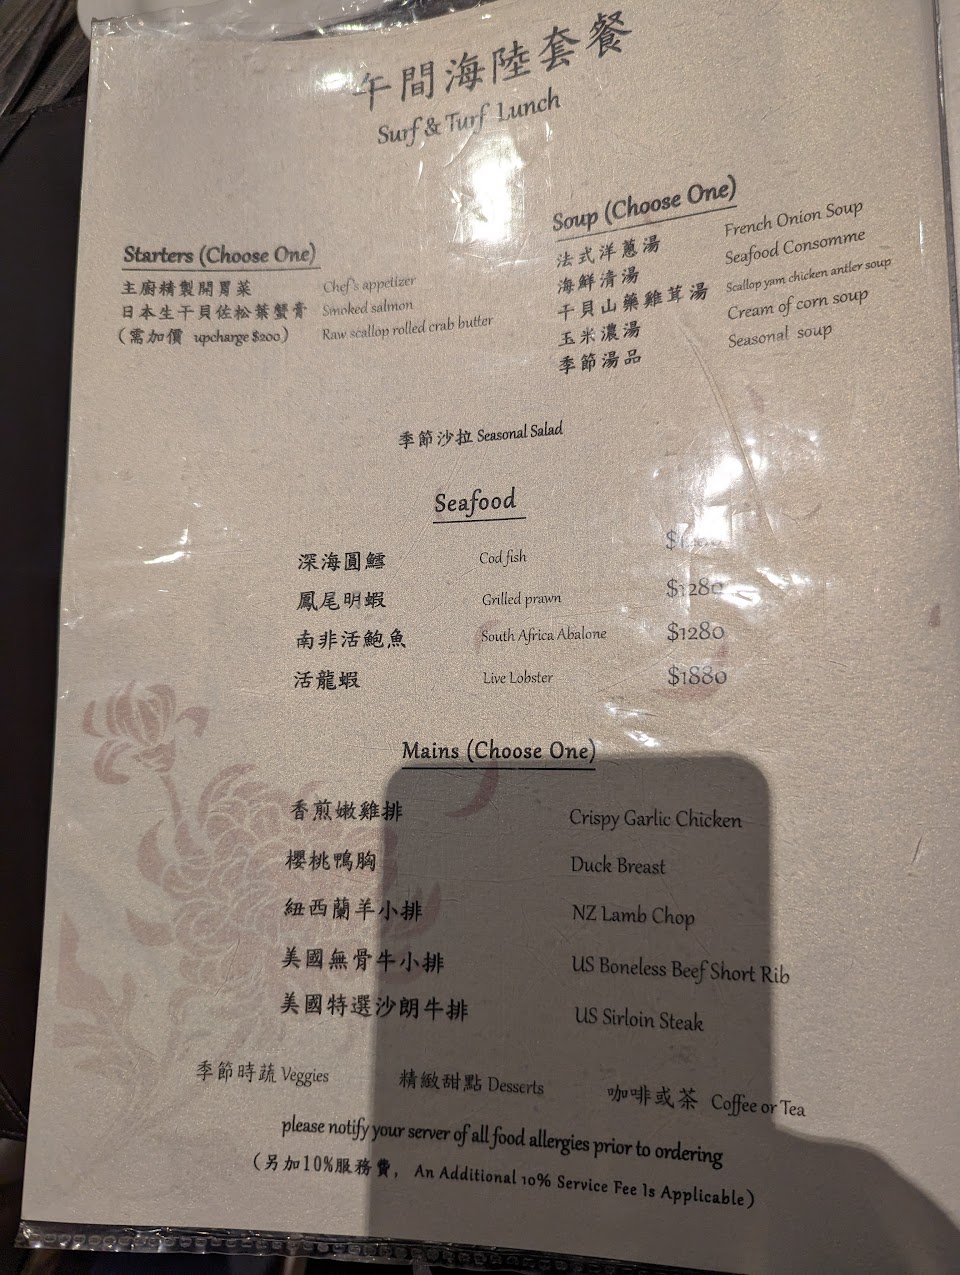 午間海陸套餐
Surf & Turf Lunch
Starters (Choose One)
主廚精製開胃菜 Chef's appetizer
日本生干貝佐松葉蟹膏 Smoked salmon
(需加價 upcharge $200) Raw scallop rolled crab butter
Soup (Choose One)
法式洋蔥湯 French Onion Soup
海鮮清湯 Seafood Consomme
干貝山藥雞茸湯 Scallop yam chicken antler soup
玉米濃湯 Cream of corn soup
季節湯品 Seasonal soup
季節沙拉 Seasonal Salad
Seafood
深海圓鱈 Cod fish
鳳尾明蝦 Grilled prawn $1280
南非活鮑魚 South Africa Abalone $1280
活龍蝦 Live Lobster $1880
Mains (Choose One)
香煎嫩雞排 Crispy Garlic Chicken
櫻桃鴨胸 Duck Breast
紐西蘭羊小排 NZ Lamb Chop
美國無骨牛小排 US Boneless Beef Short Rib
美國特選沙朗牛排 US Sirloin Steak
季節時蔬 Veggies 精緻甜點 Desserts 咖啡或茶 Coffee or Tea
please notify your server of all food allergies prior to ordering
(另加10%服務費, An Additional 10% Service Fee Is Applicable)